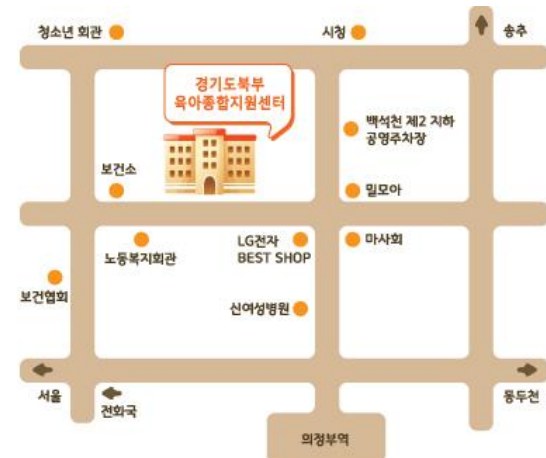 청소년 회관
시청
송추
경기도북부
육아종합지원센터
백석천 제2 지하
공영주차장
보건소
밀모아
노동복지회관
LG전자
BEST SHOP
마사회
보건협회
신여성병원
서울
전화국
동두천
의정부역